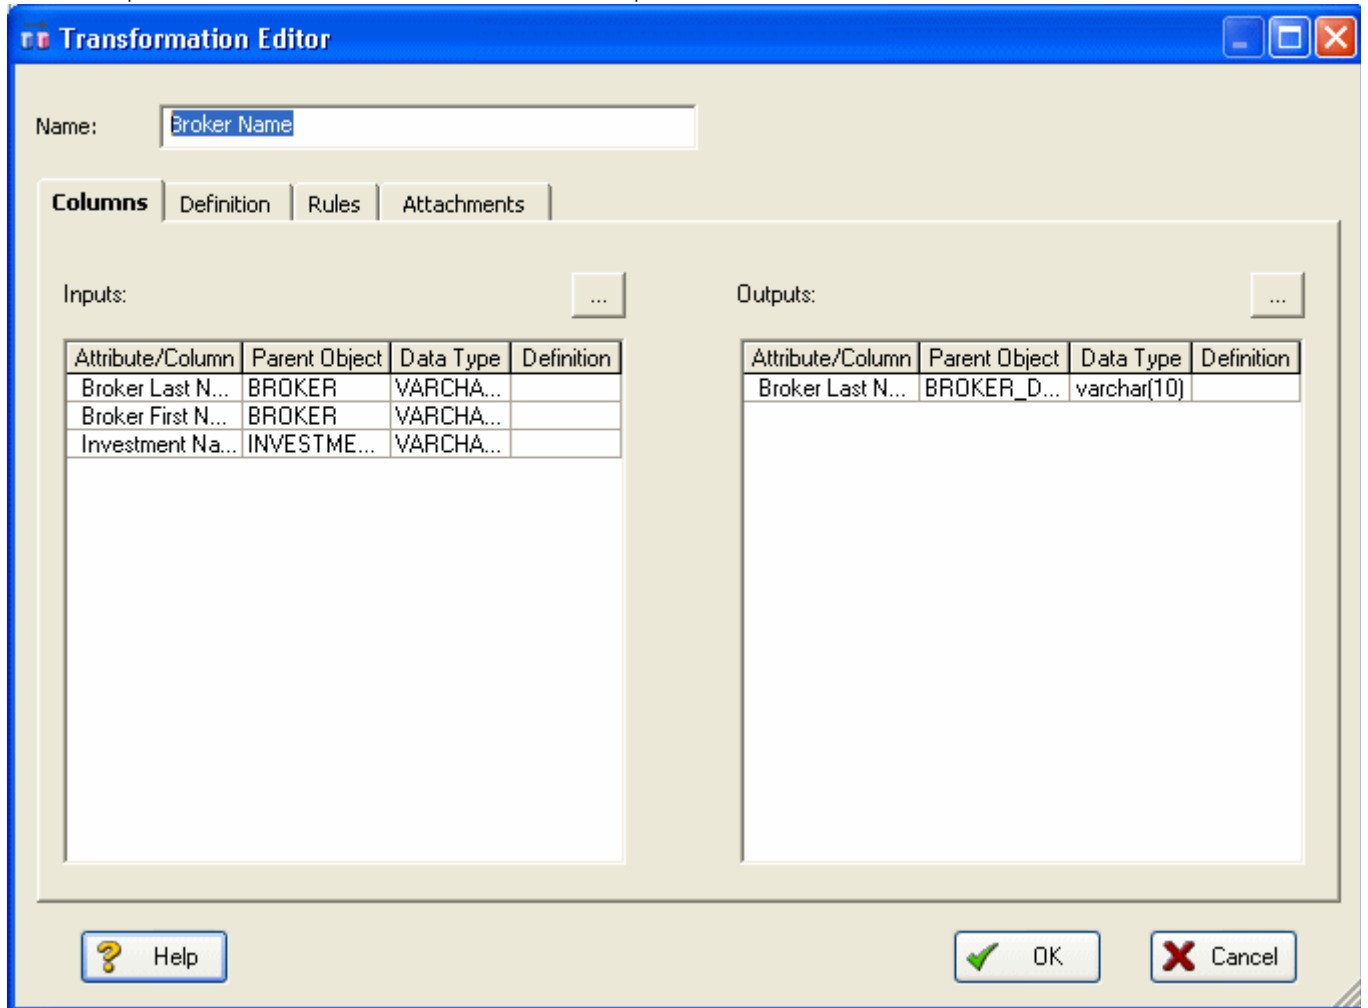 Transformation Editor
Name: Broker Name
Columns Definition Rules Attachments
Inputs: ... Outputs: ...
Attribute/Column Parent Object Data Type Definition Attribute/Column Parent Object Data Type Definition
Broker Last N... BROKER VARCHA... Broker Last N... BROKER_D... varchar(10)
Broker First N... BROKER VARCHA...
Investment Na... INVESTME... VARCHA...
Help OK Cancel